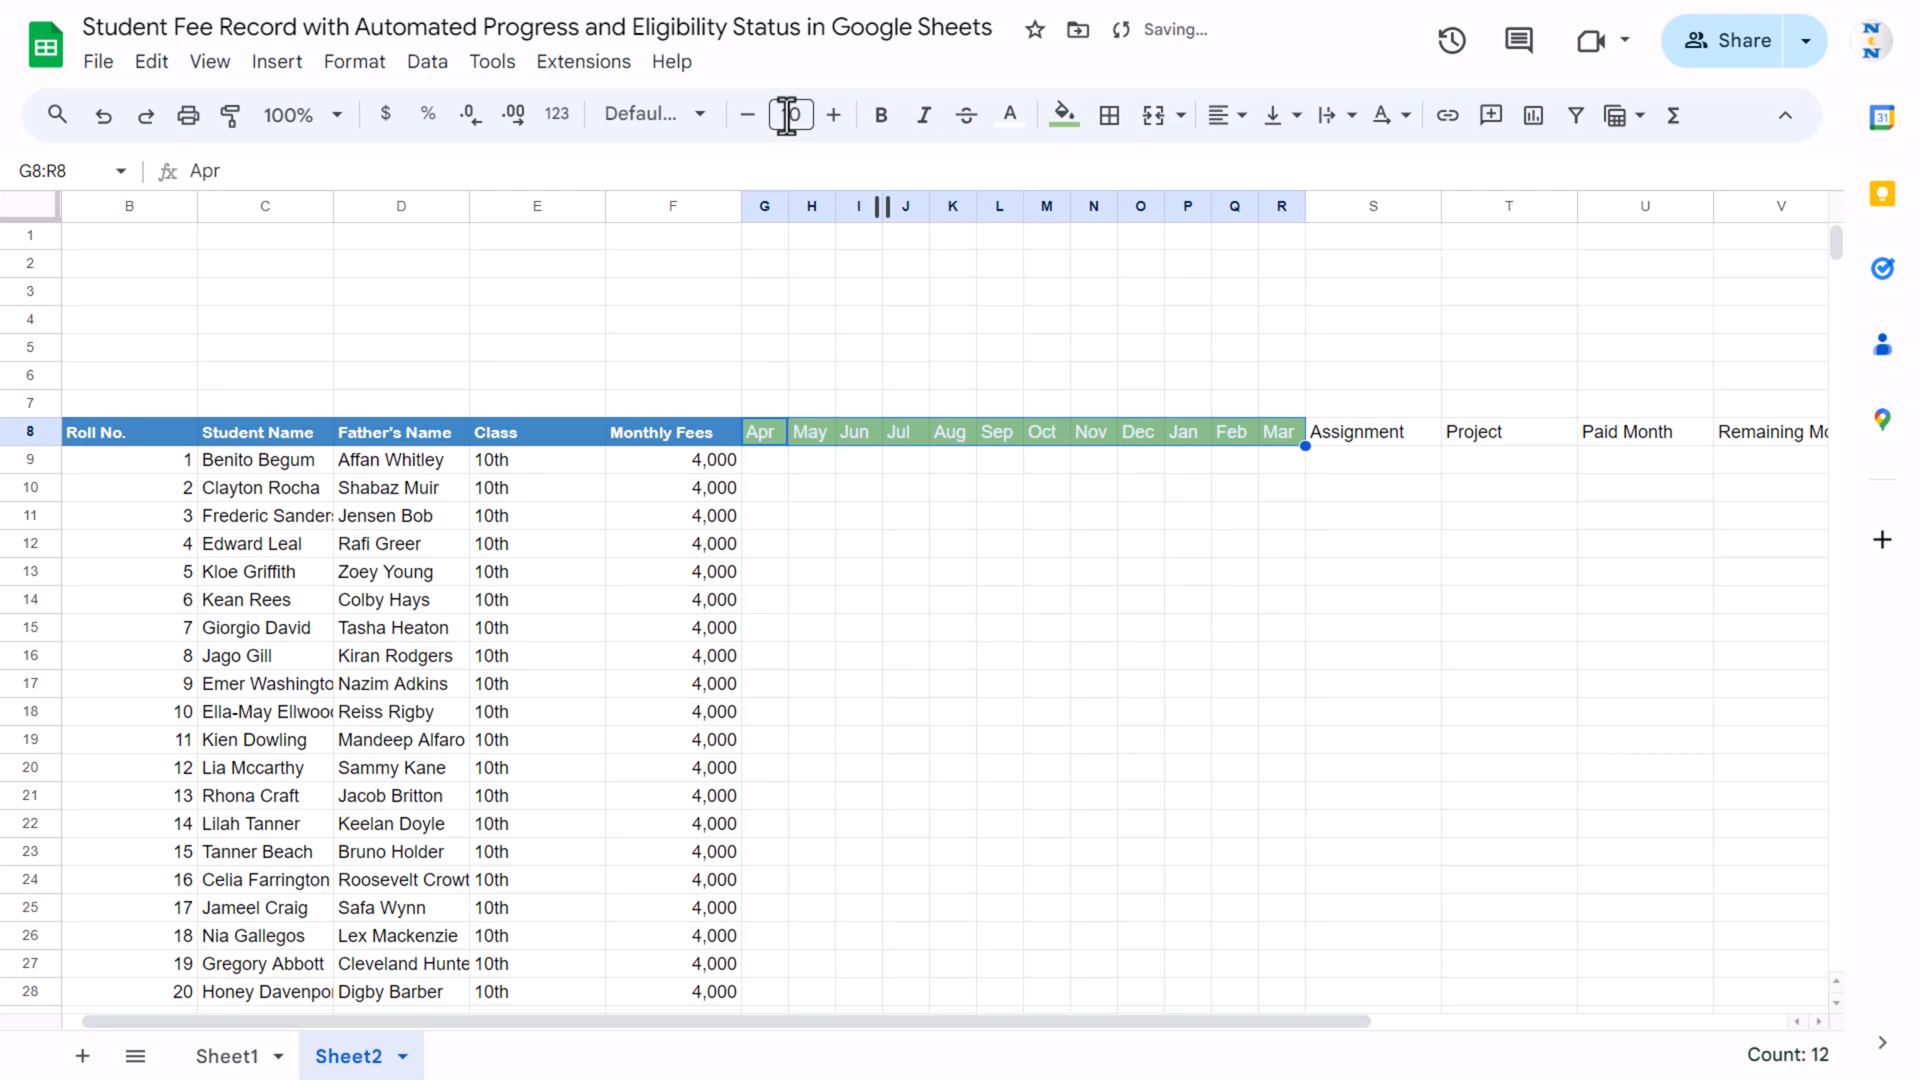 Student Fee Record with Automated Progress and Eligibility Status in Google Sheets Saving...
File Edit View Insert Format Data Tools Extensions Help
Share
100% $ % .0 .00 123 Defaul... B I A
G8:R8 Apr
B C D E F G H I J K L M N O P Q R S T U V
1
2
3
4
5
6
7
8 Roll No. Student Name Father's Name Class Monthly Fees Apr May Jun Jul Aug Sep Oct Nov Dec Jan Feb Mar Assignment Project Paid Month Remaining Mo
9 1 Benito Begum Affan Whitley 10th 4,000
10 2 Clayton Rocha Shabaz Muir 10th 4,000
11 3 Frederic Sander Jensen Bob 10th 4,000
12 4 Edward Leal Rafi Greer 10th 4,000
13 5 Kloe Griffith Zoey Young 10th 4,000
14 6 Kean Rees Colby Hays 10th 4,000
15 7 Giorgio David Tasha Heaton 10th 4,000
16 8 Jago Gill Kiran Rodgers 10th 4,000
17 9 Emer Washingto Nazim Adkins 10th 4,000
18 10 Ella-May Ellwood Reiss Rigby 10th 4,000
19 11 Kien Dowling Mandeep Alfaro 10th 4,000
20 12 Lia Mccarthy Sammy Kane 10th 4,000
21 13 Rhona Craft Jacob Britton 10th 4,000
22 14 Lilah Tanner Keelan Doyle 10th 4,000
23 15 Tanner Beach Bruno Holder 10th 4,000
24 16 Celia Farrington Roosevelt Crowt 10th 4,000
25 17 Jameel Craig Safa Wynn 10th 4,000
26 18 Nia Gallegos Lex Mackenzie 10th 4,000
27 19 Gregory Abbott Cleveland Hunte 10th 4,000
28 20 Honey Davenpo Digby Barber 10th 4,000
Sheet1 Sheet2 Count: 12